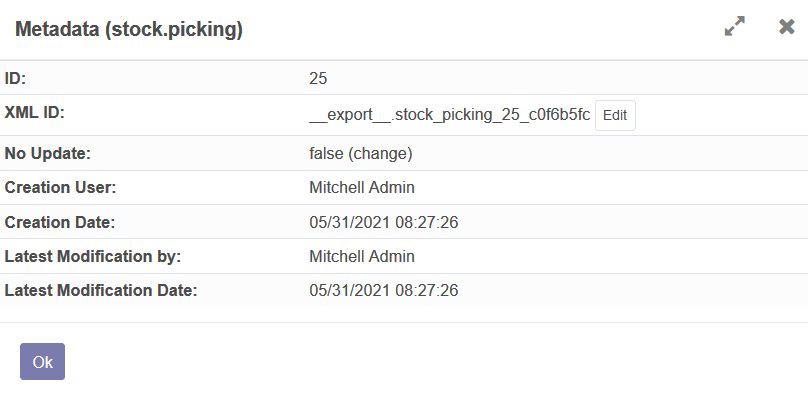 Metadata (stock.picking)
ID: 25
XML ID: __export__.stock_picking_25_c0f6b5fc Edit
No Update: false (change)
Creation User: Mitchell Admin
Creation Date: 05/31/2021 08:27:26
Latest Modification by: Mitchell Admin
Latest Modification Date: 05/31/2021 08:27:26
Ok